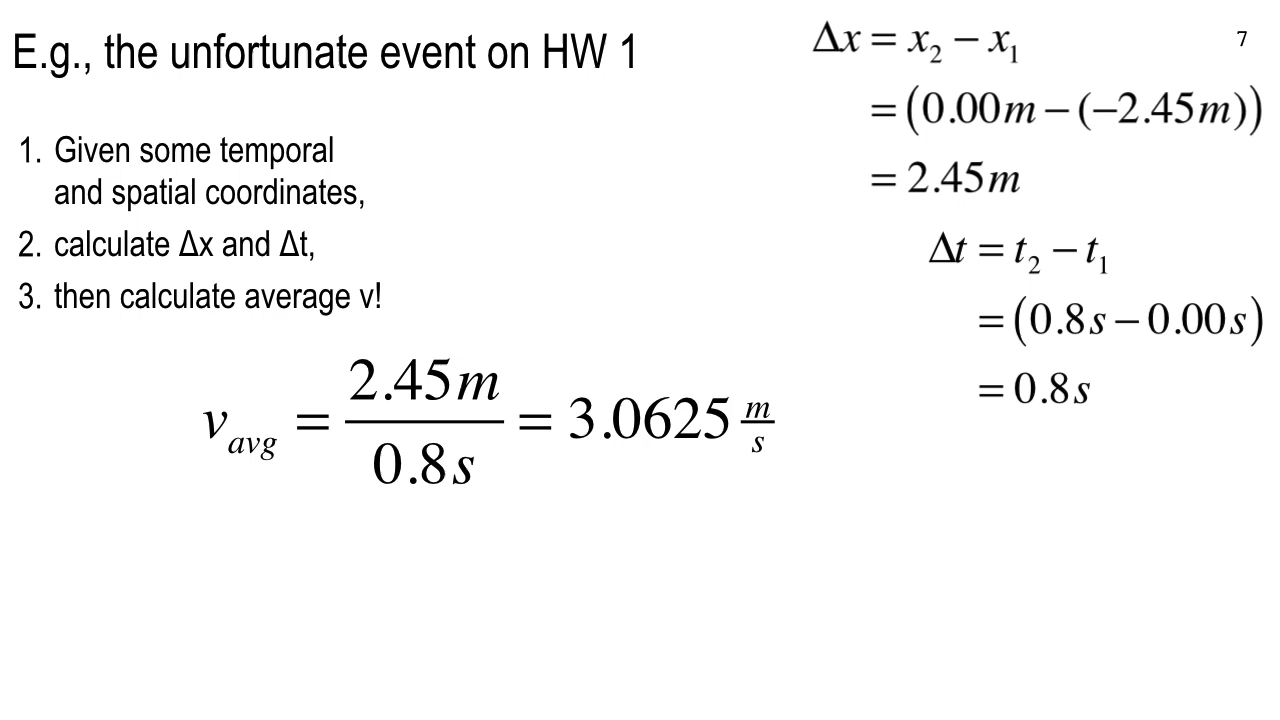 E.g., the unfortunate event on HW 1
7
1. Given some temporal
and spatial coordinates,
2. calculate Δx and Δt,
3. then calculate average v!
Δx = x₂ − x₁
= (0.00m − (−2.45m))
= 2.45m
Δt = t₂ − t₁
= (0.8s − 0.00s)
= 0.8s
v_avg = 2.45m / 0.8s = 3.0625 m/s